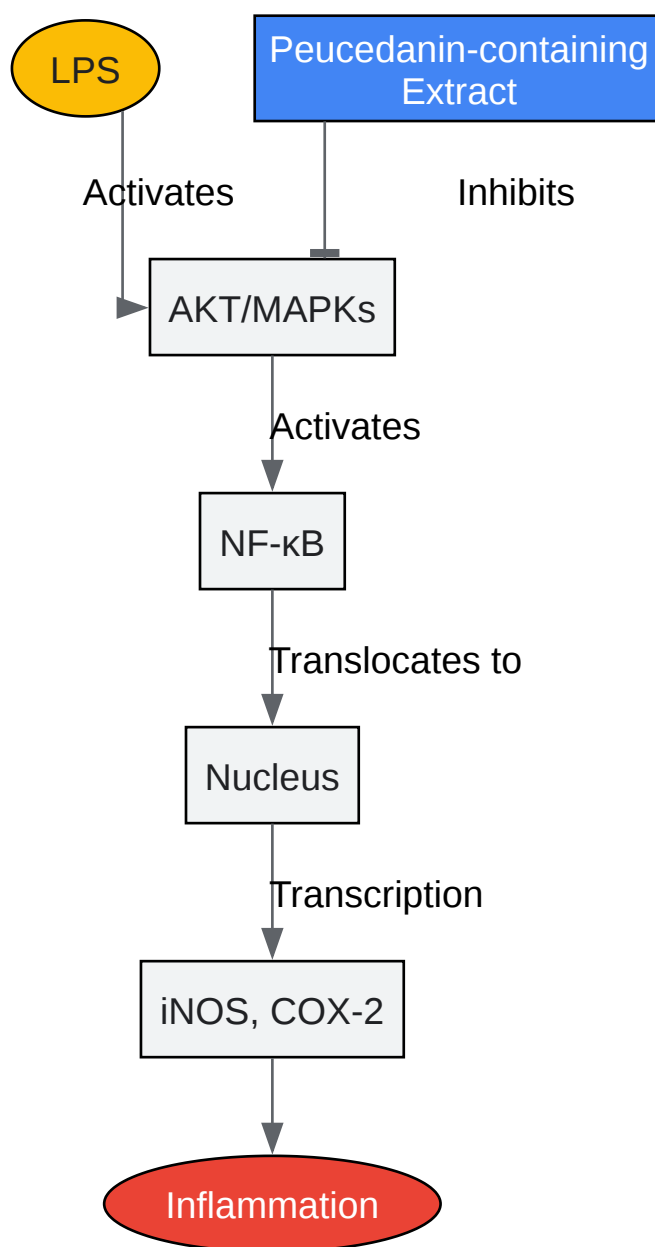 LPS
Peucedanin-containing
Extract
Activates
Inhibits
AKT/MAPKs
Activates
NF-κB
Translocates to
Nucleus
Transcription
iNOS, COX-2
Inflammation